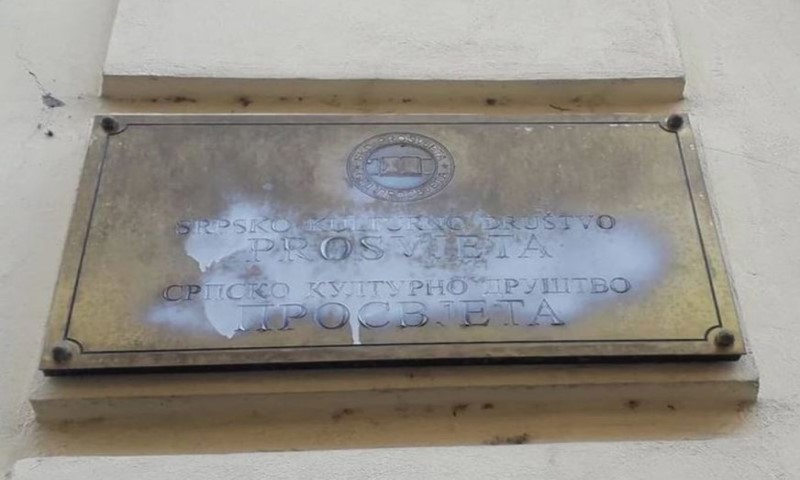 SRPSKO KULTURNO DRUŠTVO
PROSVJETA
СРПСКО КУЛТУРНО ДРУШТВО
ПРОСВЈЕТА